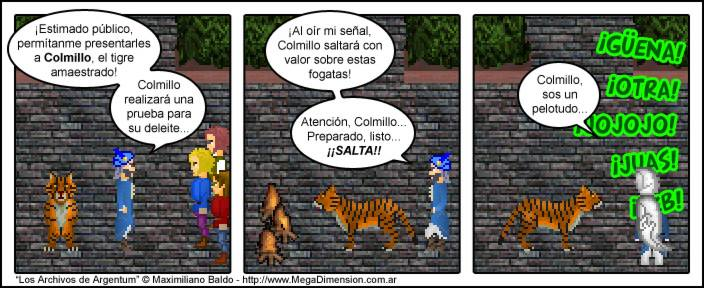 ¡Estimado público,
permítanme presentarles
a Colmillo, el tigre
amaestrado!
Colmillo
realizará una
prueba para
su deleite...
¡Al oír mi señal,
Colmillo saltará con
valor sobre estas
fogatas!
Atención, Colmillo...
Preparado, listo...
¡¡SALTA!!
Colmillo,
sos un
pelotudo...
¡GÜENA!
¡OTRA!
¡JUAS!
"Los Archivos de Argentum" © Maximiliano Baldo - http://www.MegaDimension.com.ar